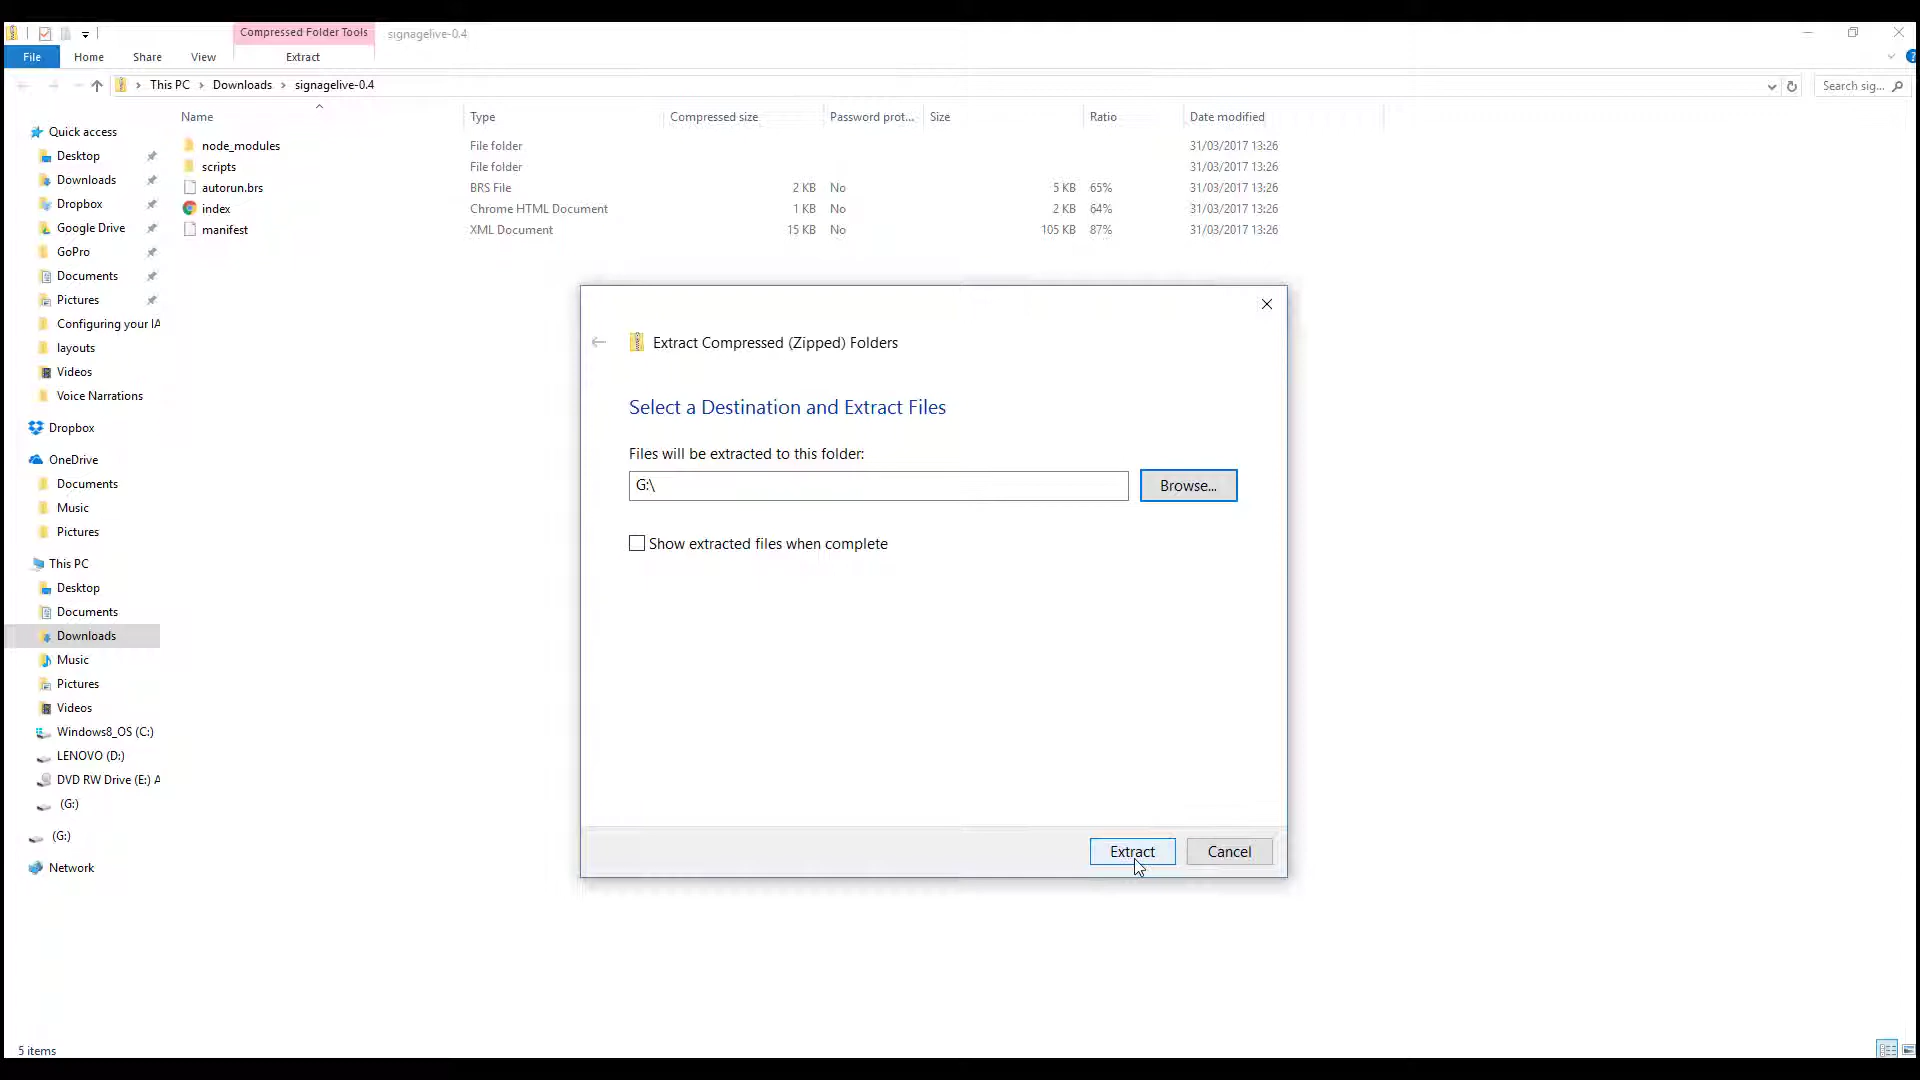 Compressed Folder Tools
signagelive-0.4
File
Home
Share
View
Extract
This PC
Downloads
signagelive-0.4
Search sig...
Name
Type
Compressed size
Password prot...
Size
Ratio
Date modified
node_modules
File folder
31/03/2017 13:26
scripts
File folder
31/03/2017 13:26
autorun.brs
BRS File
2 KB
No
5 KB
65%
31/03/2017 13:26
index
Chrome HTML Document
1 KB
No
2 KB
64%
31/03/2017 13:26
manifest
XML Document
15 KB
No
105 KB
87%
31/03/2017 13:26
Quick access
Desktop
Downloads
Dropbox
Google Drive
GoPro
Documents
Pictures
Configuring your IA
layouts
Videos
Voice Narrations
Dropbox
OneDrive
Documents
Music
Pictures
This PC
Desktop
Documents
Downloads
Music
Pictures
Videos
Windows8_OS (C:)
LENOVO (D:)
DVD RW Drive (E:) A
(G:)
(G:)
Network
Extract Compressed (Zipped) Folders
Select a Destination and Extract Files
Files will be extracted to this folder:
G:\
Browse...
Show extracted files when complete
Extract
Cancel
5 items